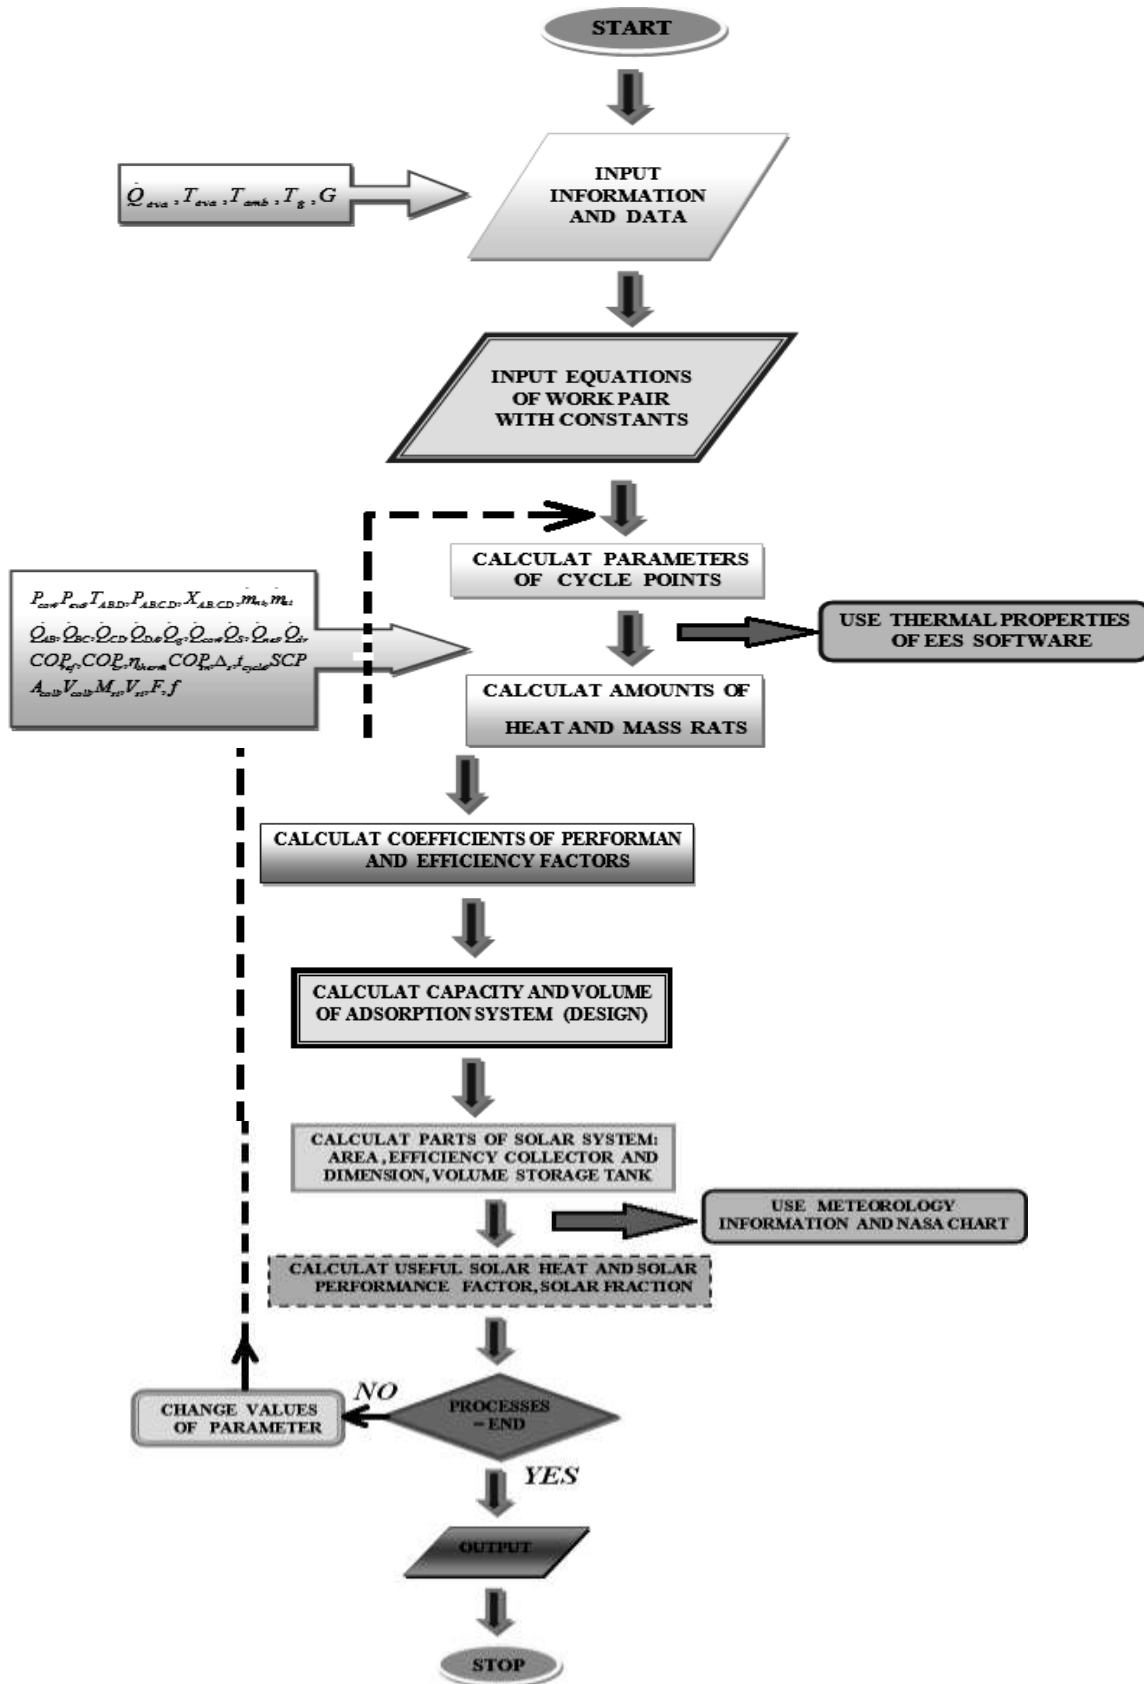 START
INPUT
INFORMATION
AND DATA
Q̇eva , Teva , Tamb , Tg , G
INPUT EQUATIONS
OF WORK PAIR
WITH CONSTANTS
CALCULAT PARAMETERS
OF CYCLE POINTS
USE THERMAL PROPERTIES
OF EES SOFTWARE
PA,B,C,D, XA,B,C,D,
SCP
F, f
CALCULAT AMOUNTS OF
HEAT AND MASS RATS
CALCULAT COEFFICIENTS OF PERFORMAN
AND EFFICIENCY FACTORS
CALCULAT CAPACITY AND VOLUME
OF ADSORPTION SYSTEM (DESIGN)
CALCULAT PARTS OF SOLAR SYSTEM:
AREA , EFFICIENCY COLLECTOR AND
DIMENSION, VOLUME STORAGE TANK
USE METEOROLOGY
INFORMATION AND NASA CHART
CALCULAT USEFUL SOLAR HEAT AND SOLAR
PERFORMANCE FACTOR, SOLAR FRACTION
PROCESSES
= END
NO
CHANGE VALUES
OF PARAMETER
YES
OUTPUT
STOP